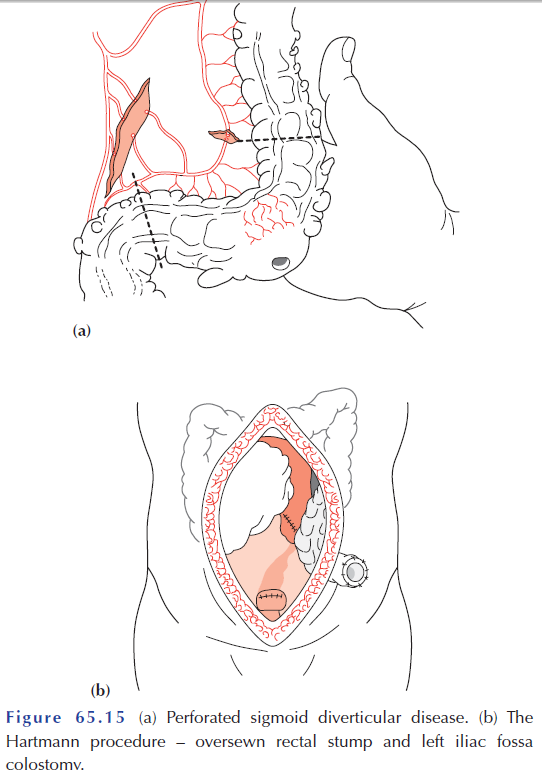 (a)
(b)
Figure 65.15 (a) Perforated sigmoid diverticular disease. (b) The
Hartmann procedure – oversewn rectal stump and left iliac fossa
colostomy.